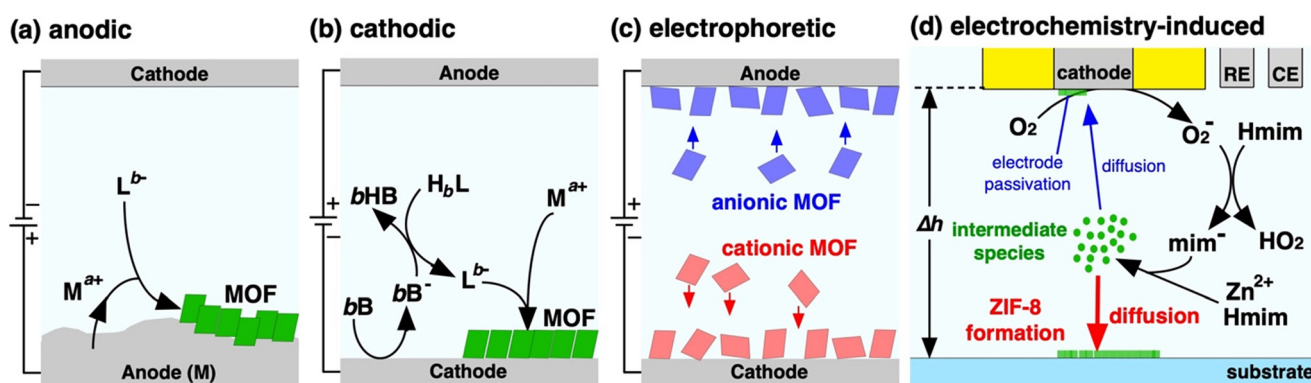 (a) anodic
Cathode
−
+
L^{b-}
M^{a+}
MOF
Anode (M)
(b) cathodic
Anode
+
−
bHB
H_bL
M^{a+}
bB
bB^-
L^{b-}
MOF
Cathode
(c) electrophoretic
Anode
+
−
anionic MOF
cationic MOF
Cathode
(d) electrochemistry-induced
cathode
RE
CE
O₂
O₂⁻
Hmim
electrode
passivation
diffusion
Δh
intermediate
species
mim⁻
HO₂
ZIF-8
formation
diffusion
Zn²⁺
Hmim
substrate